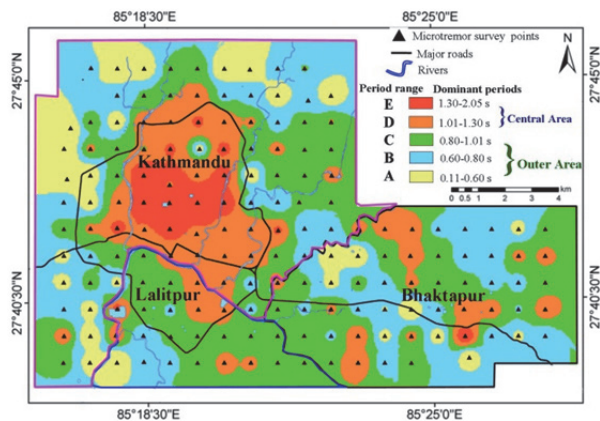 85°18'30"E
85°25'0"E
Microtremor survey points
Major roads
Rivers
N
Period range
Dominant periods
E
1.30-2.05 s
D
1.01-1.30 s
Central Area
C
0.80-1.01 s
B
0.60-0.80 s
Outer Area
A
0.11-0.60 s
0 0.5 1 2 3 4
km
27°45'0"N
27°45'0"N
Kathmandu
Lalitpur
Bhaktapur
27°40'30"N
27°40'30"N
85°18'30"E
85°25'0"E